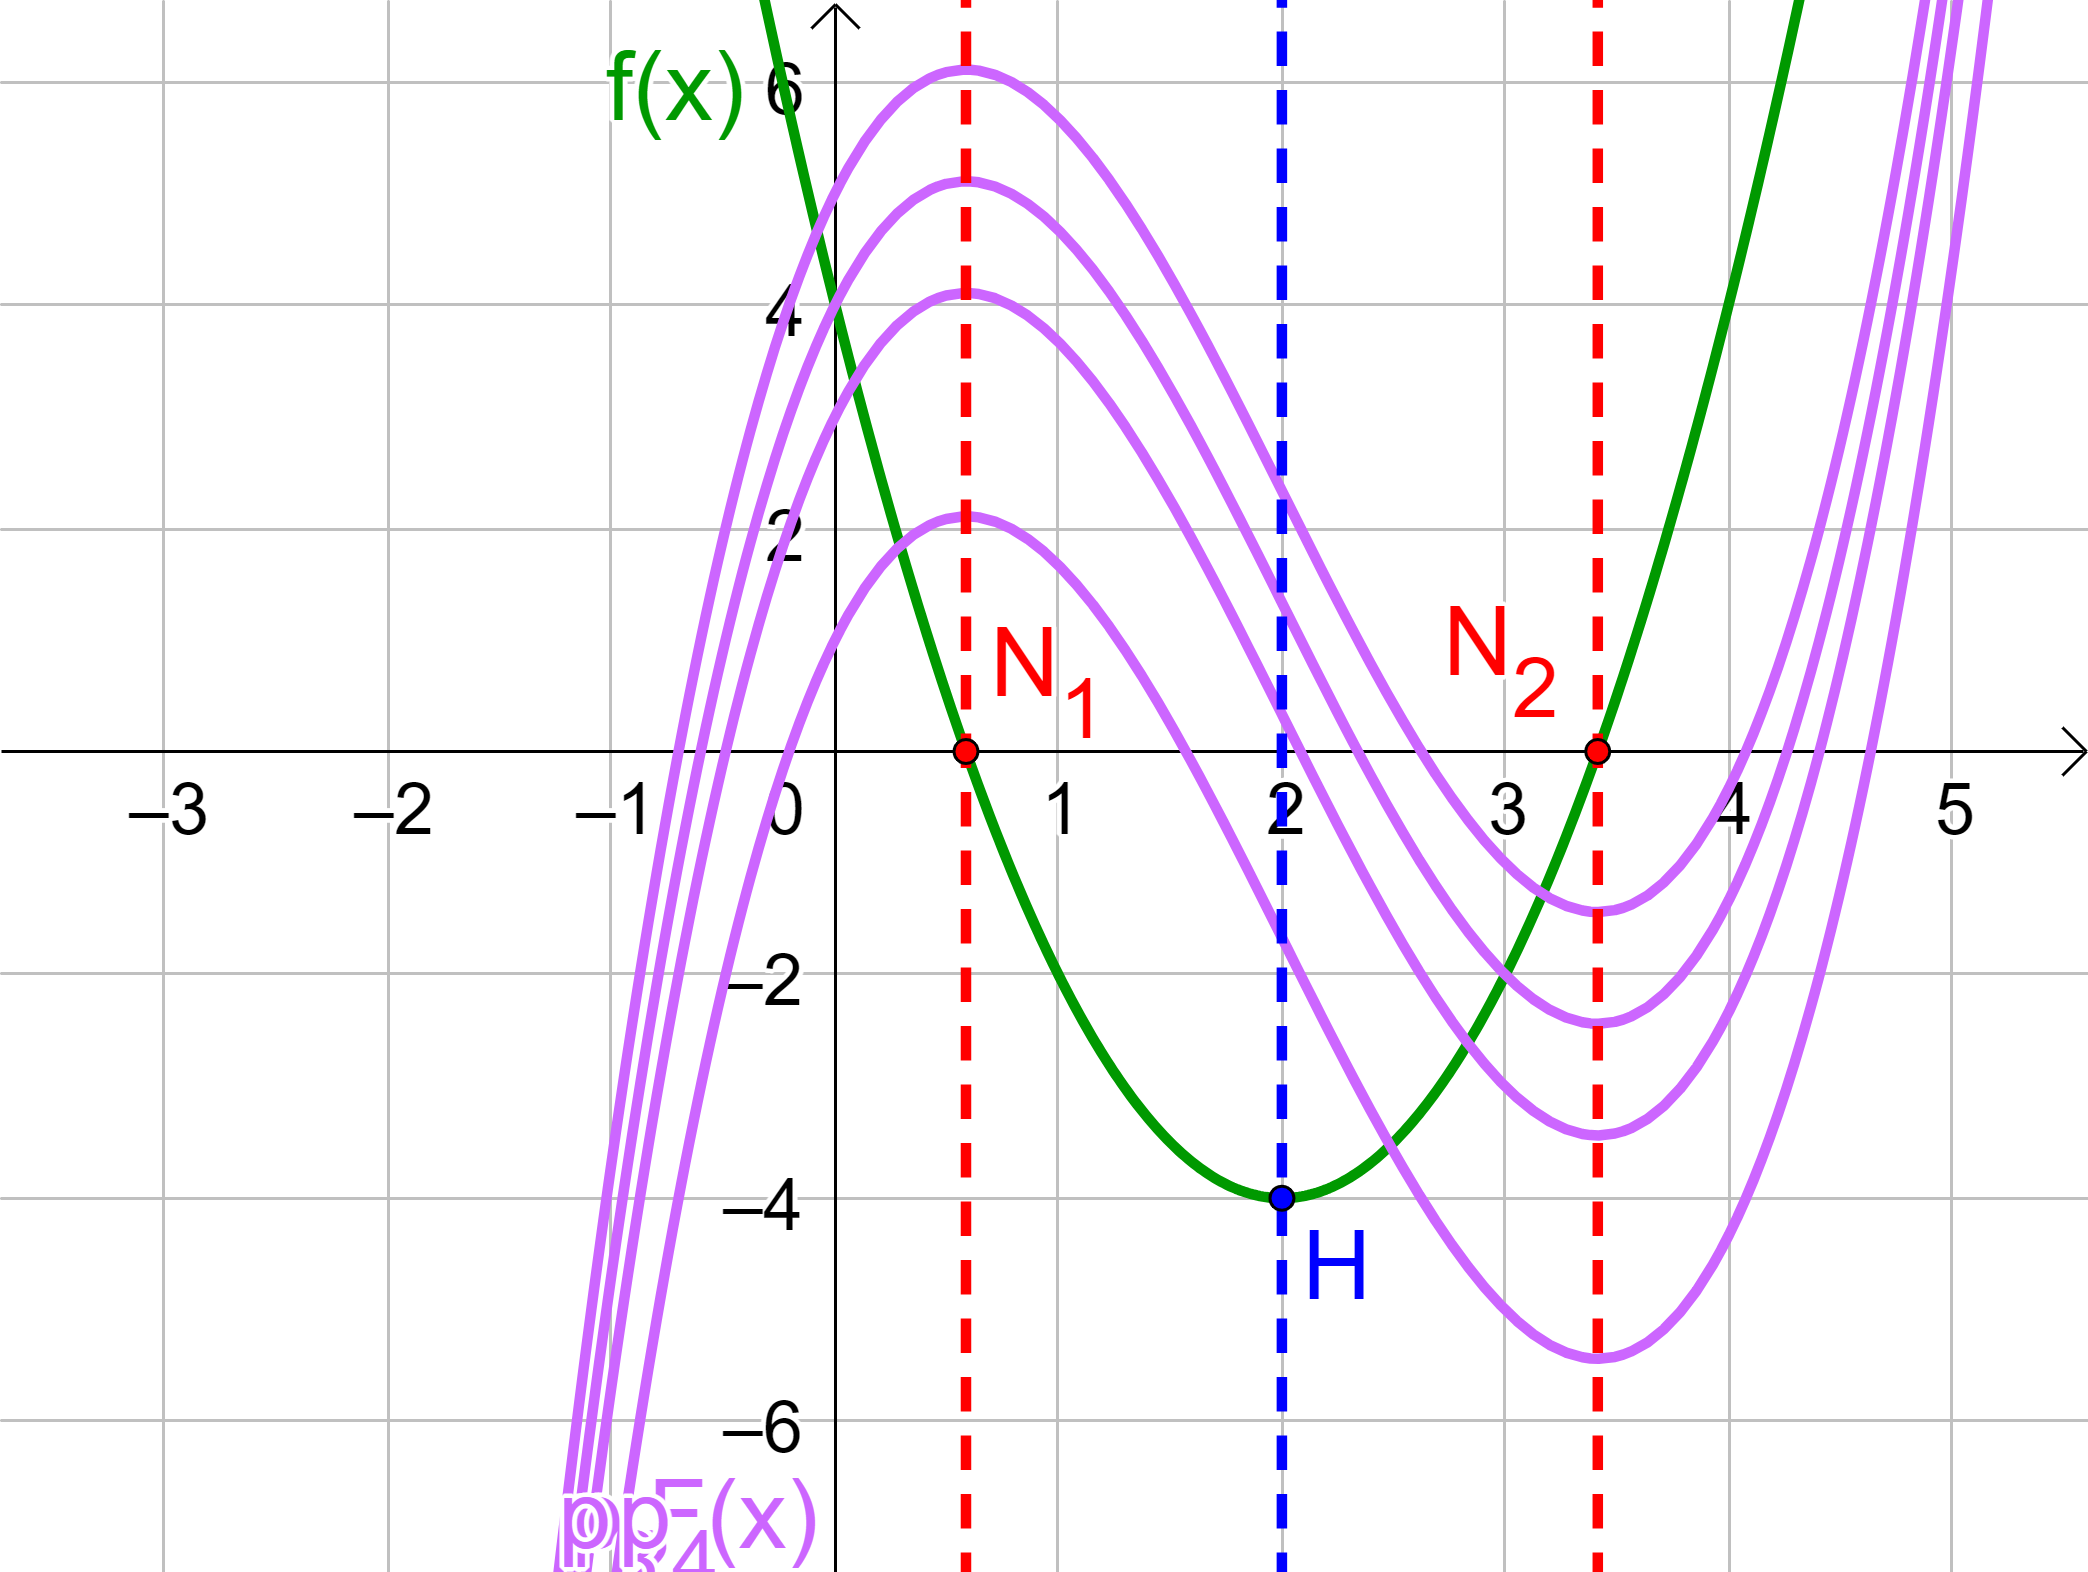 f(x)
6
4
2
N₁
N₂
–3 –2 –1 0 1 2 3 4 5
–2
–4
H
–6
(x)